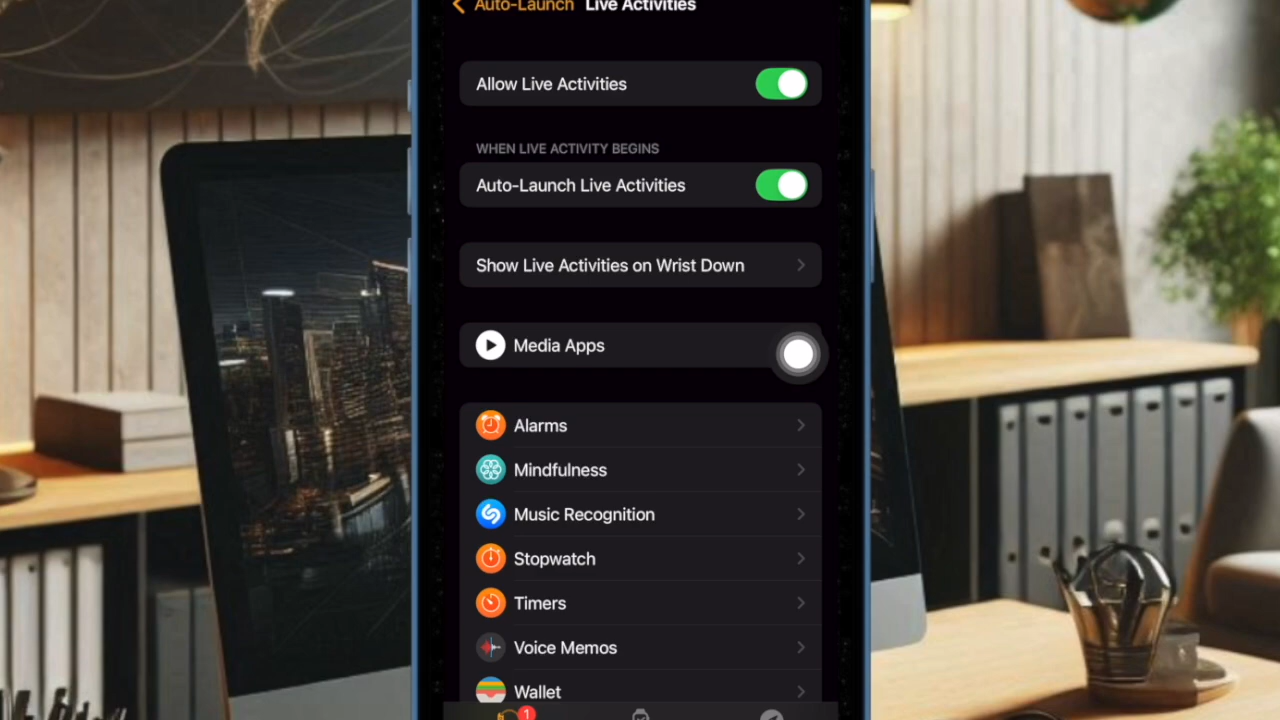 Auto-Launch Live Activities
Allow Live Activities
WHEN LIVE ACTIVITY BEGINS
Auto-Launch Live Activities
Show Live Activities on Wrist Down
Media Apps
Alarms
Mindfulness
Music Recognition
Stopwatch
Timers
Voice Memos
Wallet
1